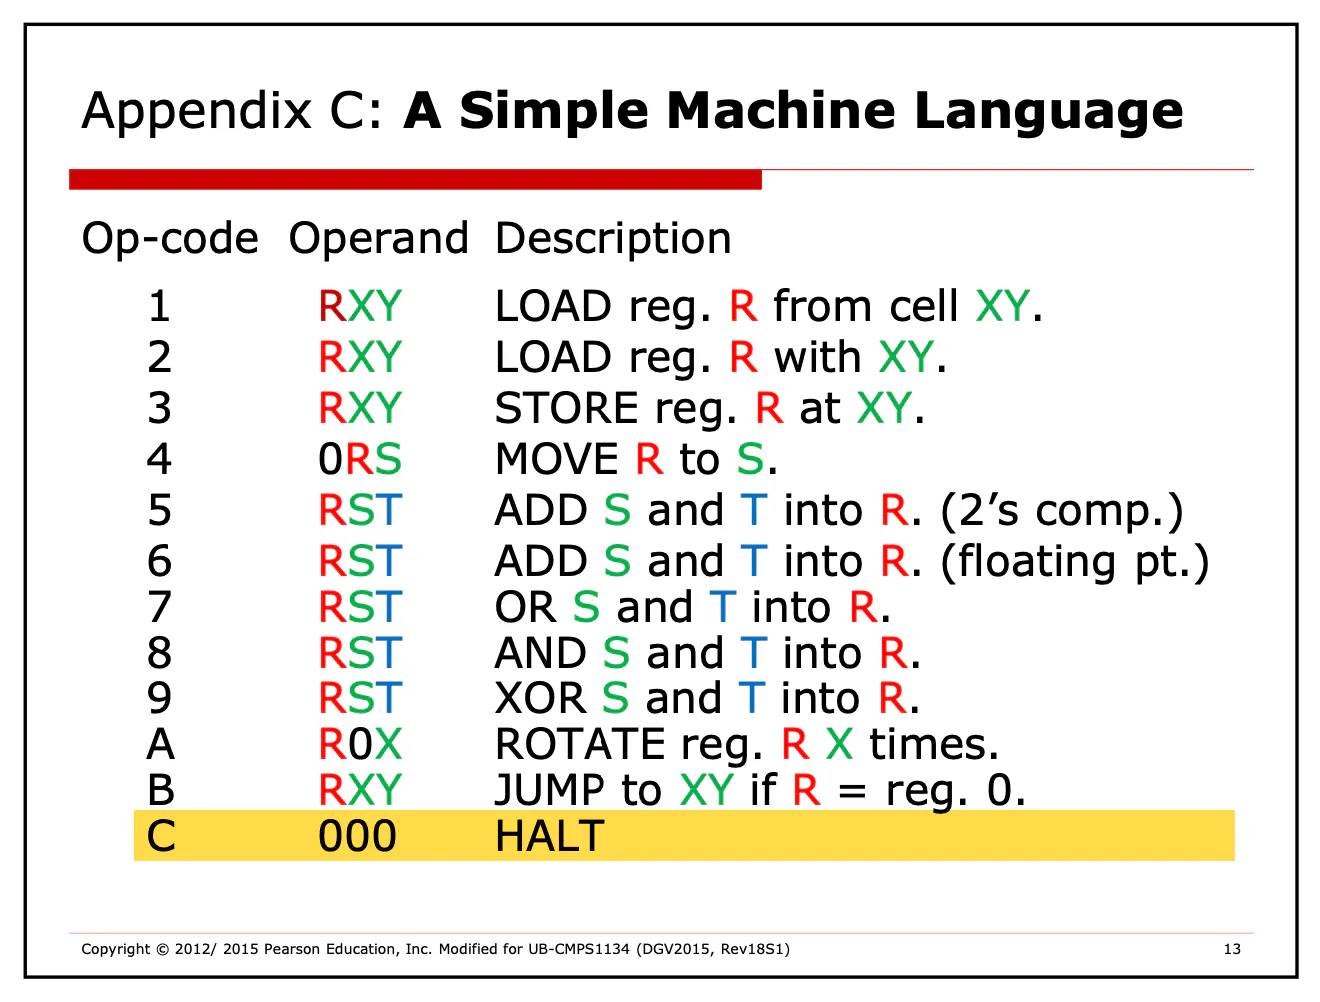 Appendix C: A Simple Machine Language
Op-code Operand Description
1 RXY LOAD reg. R from cell XY.
2 RXY LOAD reg. R with XY.
3 RXY STORE reg. R at XY.
4 0RS MOVE R to S.
5 RST ADD S and T into R. (2’s comp.)
6 RST ADD S and T into R. (floating pt.)
7 RST OR S and T into R.
8 RST AND S and T into R.
9 RST XOR S and T into R.
A R0X ROTATE reg. R X times.
B RXY JUMP to XY if R = reg. 0.
C 000 HALT
Copyright © 2012/ 2015 Pearson Education, Inc. Modified for UB-CMPS1134 (DGV2015, Rev18S1) 13